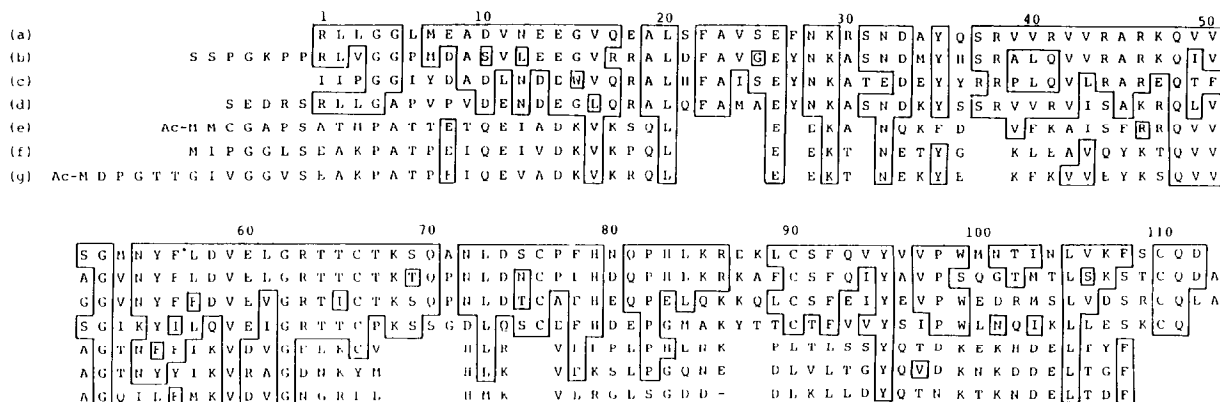 1 10 20 30 40 50
(a) R L L G G L M E A D V N E E G V Q E A L S F A V S E F N K R S N D A Y Q S R V V R V V R A R K Q V V
(b) S S P G K P P R L V G G P M D A S V L E E G V R R A L D F A V G E Y N K A S N D M Y H S R A L Q V V R A R K Q I V
(c) I I P G G I Y D A D L N D E W V Q R A L H F A I S E Y N K A T E D E Y Y R R P L Q V L R A R E Q T F
(d) S E D R S R L L G A P V P V D E N D E G L Q R A L Q F A M A E Y N K A S N D K Y S S R V V R V I S A K R Q L V
(e) Ac-M M C G A P S A T M P A T T E T Q E I A D K V K S Q L E E K A N Q K F D V F K A I S F R R Q V V
(f) M I P G G L S E A K P A T P E I Q E I V D K V K P Q L E E K T N E T Y G K L E A V Q Y K T Q V V
(g) Ac-M D P G T T G I V G G V S E A K P A T P E I Q E V A D K V K R Q L E E K T N E K Y E K F K V V E Y K S Q V V
60 70 80 90 100 110
S G M N Y F L D V E L G R T T C T K S Q A N L D S C P F H N Q P H L K R E K L C S F Q V Y V V P W M N T I N L V K F S C Q D
A G V N Y F L D V E L G R T T C T K T Q P N L D N C P I H D Q P H L K R K A F C S F Q I Y A V P S Q G T M T L S K S T C Q D A
G G V N Y F F D V E V G R T I C T K S Q P N L D T C A F H E Q P E L Q K K Q L C S F E I Y E V P W E D R M S L V D S R C Q L A
S G I K Y I L Q V E I G R T T C P K S S G D L Q S C E F H D E P G M A K Y T T C T F V V Y S I P W L N Q I K L L E S K C Q
A G T N F F I K V D V G F L K C V H L R V F I P L P H L N K P L T L S S Y Q T D K E K H D E L T Y F
A G T N Y Y I K V R A G D N K Y M H L K V F K S L P G Q N E D L V L T G Y Q V D K N K D D E L T G F
A G Q I L F M K V D V G N G R I L H M K V L R G L S G D D - D L K L L D Y Q T N K T K N D E L T D F